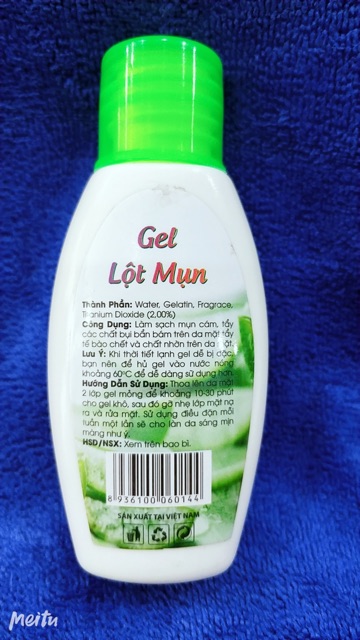 Gel
Lột Mụn
Thành Phần: Water, Gelatin, Fragrace,
Titanium Dioxide (2,00%)
Công Dụng: Làm sạch mụn cám, tẩy
các chất bụi bẩn bám trên da mặt tẩy
tế bào chết và chất nhờn trên da mặt.
Lưu Ý: Khi thời tiết lạnh gel dễ bị đặc,
bạn nên để hủ gel vào nước nóng
khoảng 60°C để dễ dàng sử dụng hơn.
Hướng Dẫn Sử Dụng: Thoa lên da mặt
2 lớp gel mỏng để khoảng 10-30 phút
cho gel khô, sau đó gỡ nhẹ lớp mặt nạ
ra và rửa mặt. Sử dụng điều đặn mỗi
tuần một lần sẽ cho làn da sáng mịn
màng như ý.
HSD/NSX: Xem trên bao bì.
8 936100 060144
SẢN XUẤT TẠI VIỆT NAM
meitu